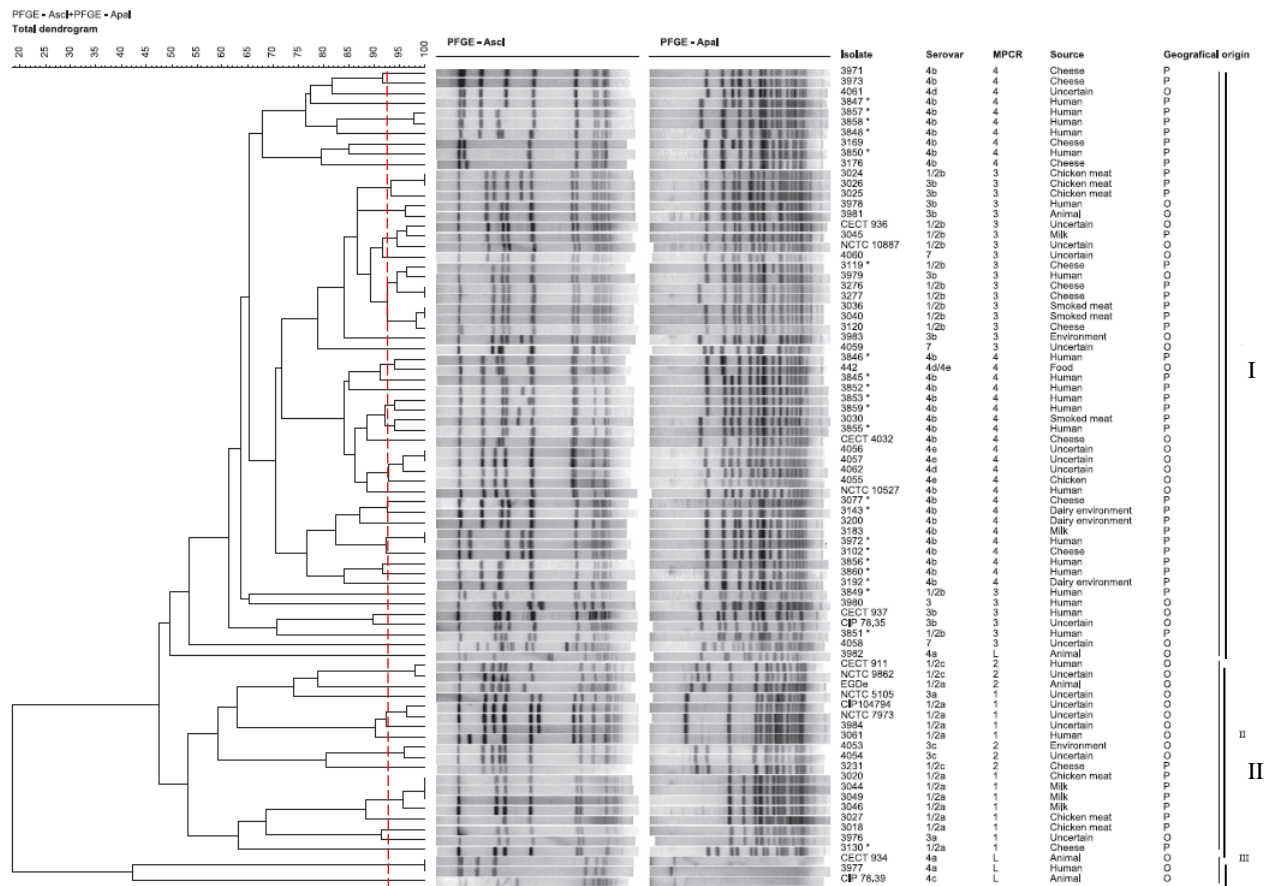 PFGE - AscI+PFGE - ApaI
Total dendrogram
20 25 30 35 40 45 50 55 60 65 70 75 80 85 90 95 100
PFGE - AscI
PFGE - ApaI
Isolate Serovar MPCR Source Geografical origin
3971 4b 4 Cheese P
3973 4b 4 Cheese P
4061 4d 4 Uncertain O
3847 * 4b 4 Human P
3857 * 4b 4 Human P
3858 * 4b 4 Human P
3848 * 4b 4 Human P
3169 4b 4 Cheese P
3850 * 4b 4 Human P
3176 4b 4 Cheese P
3024 1/2b 3 Chicken meat P
3026 3b 3 Chicken meat P
3025 3b 3 Chicken meat P
3978 3b 3 Human O
3981 3b 3 Animal O
CECT 936 1/2b 3 Uncertain O
3045 1/2b 3 Milk P
NCTC 10887 1/2b 3 Uncertain O
4060 7 3 Uncertain O
3119 * 1/2b 3 Cheese P
3979 3b 3 Human O
3276 1/2b 3 Cheese P
3277 1/2b 3 Cheese P
3036 1/2b 3 Smoked meat P
3040 1/2b 3 Smoked meat P
3120 1/2b 3 Cheese P
3983 3b 3 Environment O
4059 7 3 Uncertain O
3846 * 4b 4 Human P
442 4d/4e 4 Food O
3845 * 4b 4 Human P
3852 * 4b 4 Human P
3853 * 4b 4 Human P
3859 * 4b 4 Human P
3030 4b 4 Smoked meat P
3855 * 4b 4 Human P
CECT 4032 4b 4 Cheese O
4056 4e 4 Uncertain O
4057 4e 4 Uncertain O
4062 4d 4 Uncertain O
4055 4e 4 Chicken O
NCTC 10527 4b 4 Human O
3077 * 4b 4 Cheese P
3143 * 4b 4 Dairy environment P
3200 4b 4 Dairy environment P
3183 4b 4 Milk P
3972 * 4b 4 Human P
3102 * 4b 4 Cheese P
3856 * 4b 4 Human P
3860 * 4b 4 Human P
3192 * 4b 4 Dairy environment P
3849 * 1/2b 3 Human P
3980 3 3 Human O
CECT 937 3b 3 Human O
CIP 78,35 3b 3 Uncertain O
3851 * 1/2b 3 Human P
4058 7 3 Uncertain O
3982 4a L Animal O
CECT 911 1/2c 2 Human O
NCTC 9862 1/2c 2 Uncertain O
EGDe 1/2a 2 Animal O
NCTC 5105 3a 1 Uncertain O
CIP104794 1/2a 1 Uncertain O
NCTC 7973 1/2a 1 Uncertain O
3984 1/2a 1 Uncertain O
3061 1/2a 1 Human O
4053 3c 2 Environment O
4054 3c 2 Uncertain O
3231 1/2c 2 Cheese P
3020 1/2a 1 Chicken meat P
3044 1/2a 1 Milk P
3049 1/2a 1 Milk P
3046 1/2a 1 Milk P
3027 1/2a 1 Chicken meat P
3018 1/2a 1 Chicken meat P
3976 3a 1 Uncertain O
3130 * 1/2a 1 Cheese P
CECT 934 4a L Animal O
3977 4a L Human O
CIP 78.39 4c L Animal O
I
II
II
III